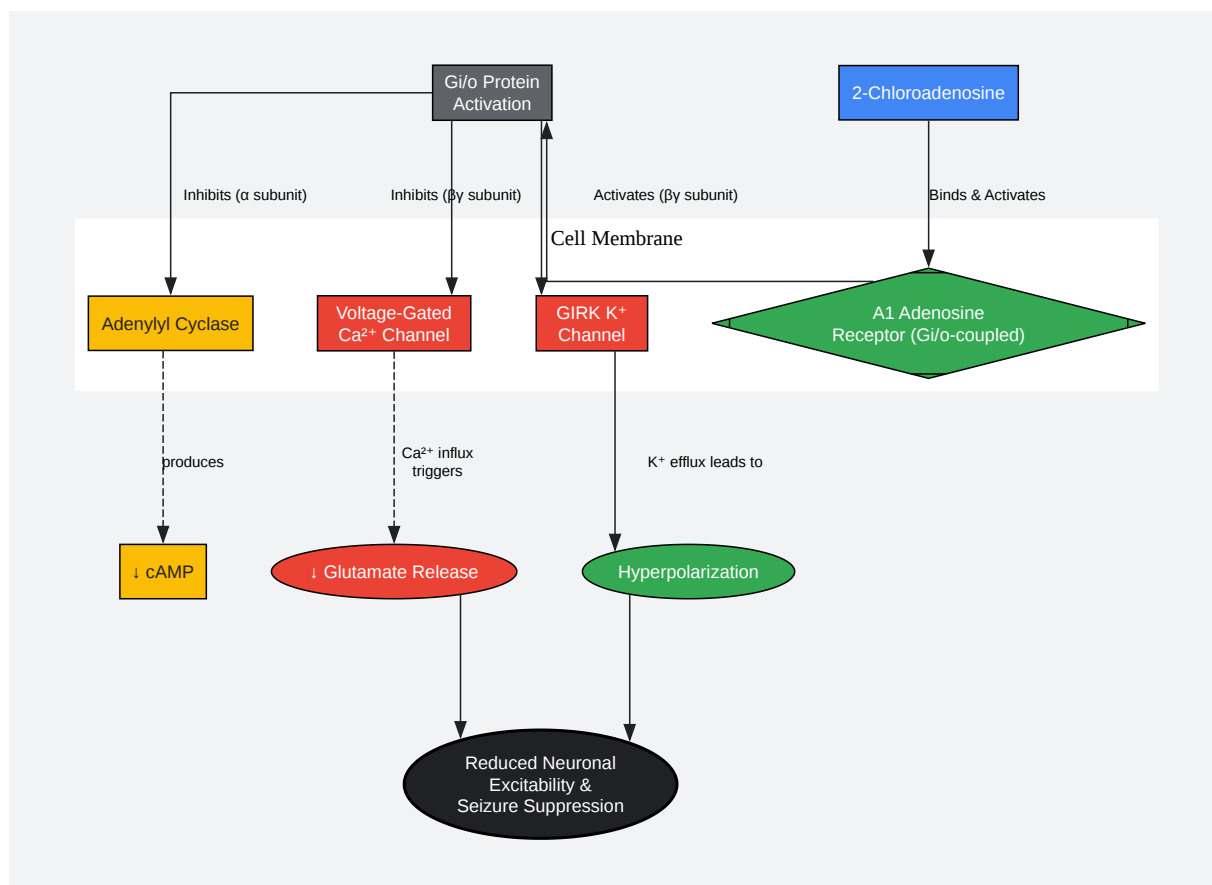 Gi/o Protein
Activation
2-Chloroadenosine
Inhibits (α subunit)
Inhibits (βγ subunit)
Activates (βγ subunit)
Binds & Activates
Cell Membrane
Adenylyl Cyclase
Voltage-Gated
Ca²⁺ Channel
GIRK K⁺
Channel
A1 Adenosine
Receptor (Gi/o-coupled)
produces
Ca²⁺ influx
triggers
K⁺ efflux leads to
↓ cAMP
↓ Glutamate Release
Hyperpolarization
Reduced Neuronal
Excitability &
Seizure Suppression